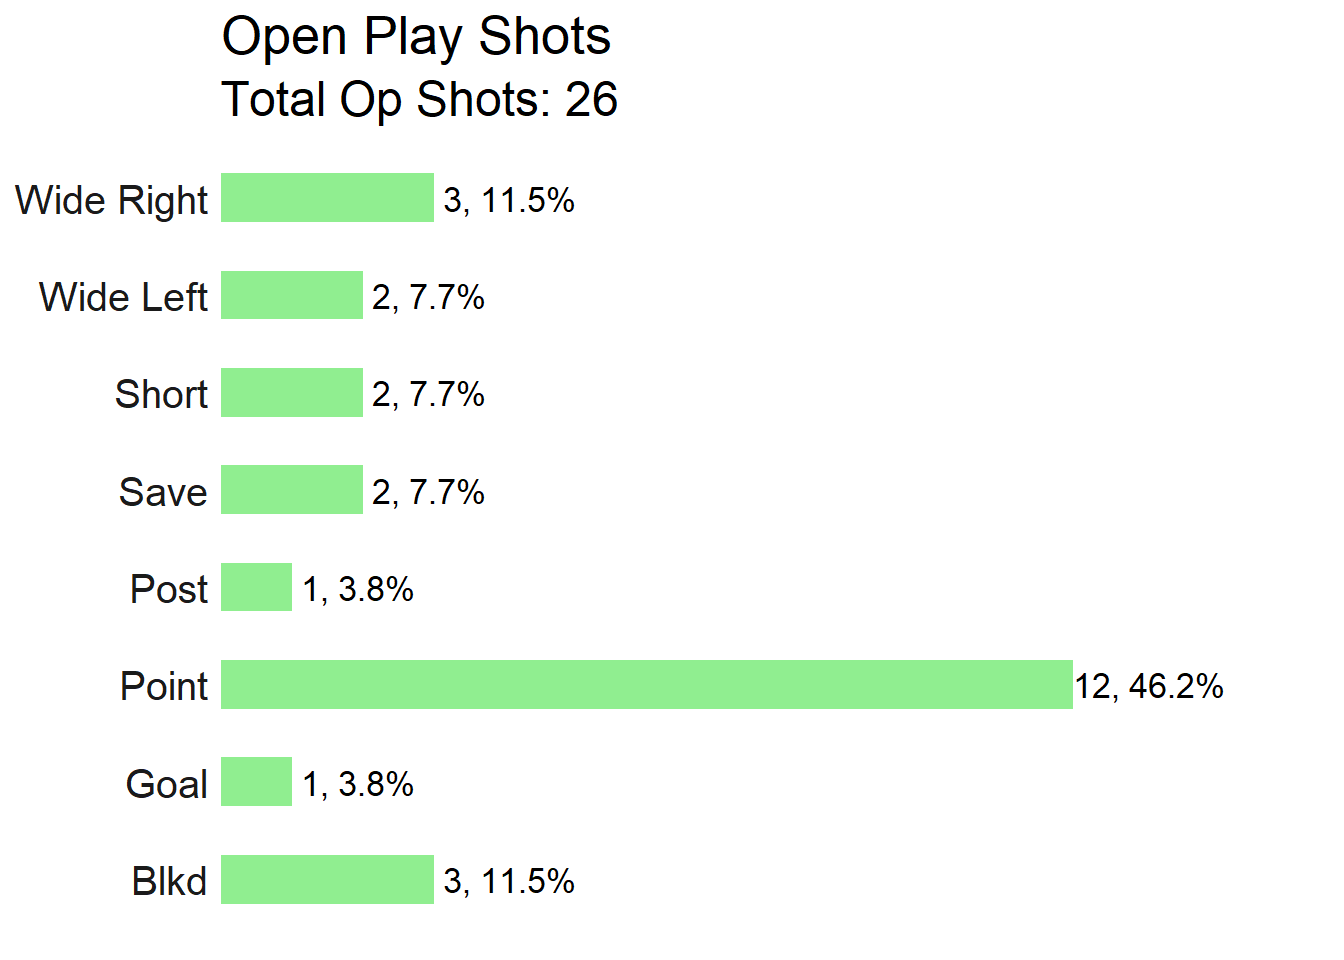 Open Play Shots
Total Op Shots: 26
Wide Right 3, 11.5%
Wide Left 2, 7.7%
Short 2, 7.7%
Save 2, 7.7%
Post 1, 3.8%
Point 12, 46.2%
Goal 1, 3.8%
Blkd 3, 11.5%